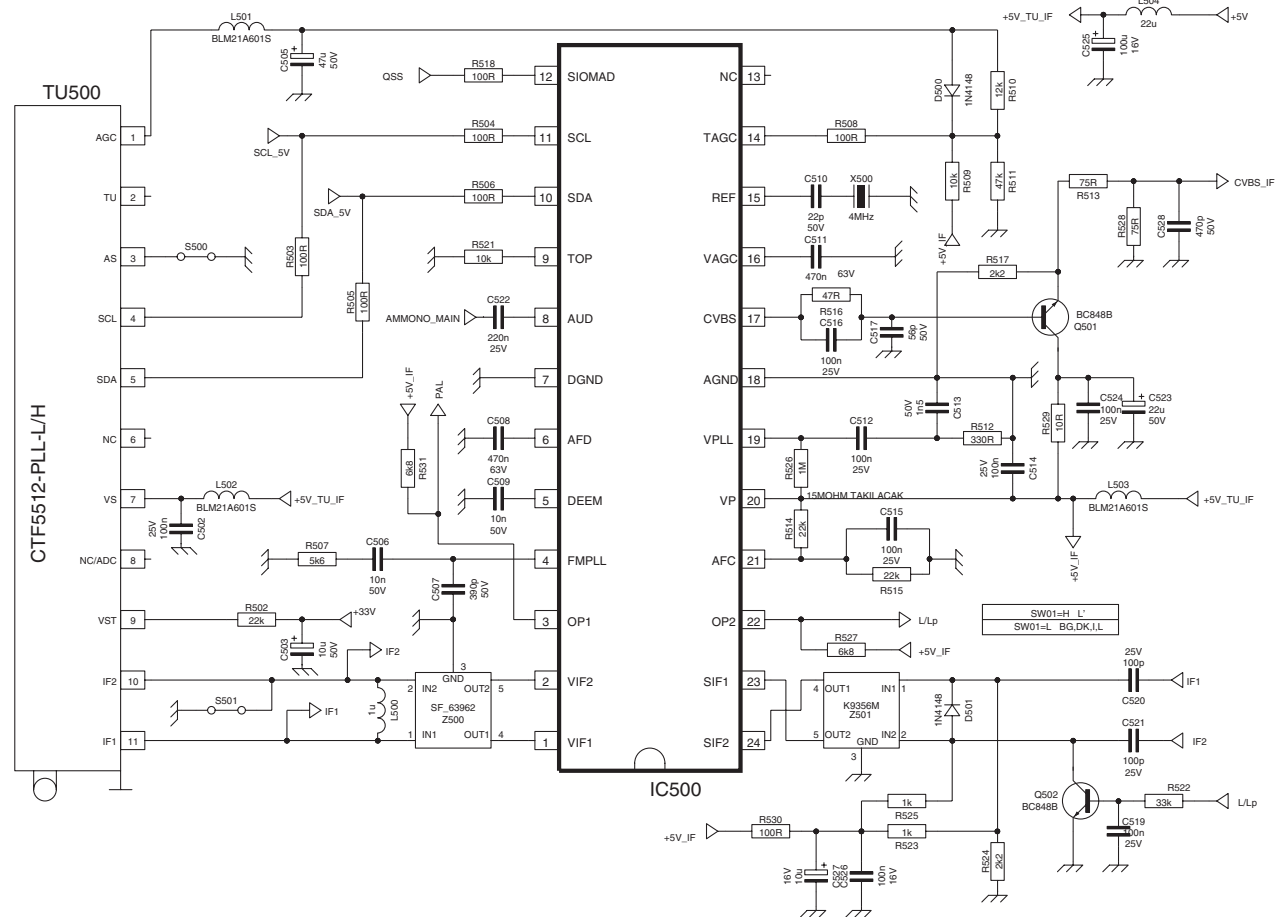 L504
+5V_TU_IF
22u
+5V
C525
100u
16V
L501
BLM21A601S
C505
47u
50V
TU500
CTF5512-PLL-L/H
AGC 1
TU 2
AS 3
SCL 4
SDA 5
NC 6
VS 7
NC/ADC 8
VST 9
IF2 10
IF1 11
QSS
R518
100R
SCL_5V
R504
100R
SDA_5V
R506
100R
S500
R503
100R
R505
100R
R521
10k
AMMONO_MAIN
C522
220n
25V
+5V_IF
PAL
6k8
R531
C508
470n
63V
C509
10n
50V
L502
BLM21A601S
+5V_TU_IF
25V
100n
C502
R507
5k6
C506
10n
50V
C507
390p
50V
R502
22k
+33V
C503
10u
50V
IF2
S501
IF1
1u
L500
3
GND
2 IN2 OUT2 5
SF_63962
Z500
1 IN1 OUT1 4
12 SIOMAD
11 SCL
10 SDA
9 TOP
8 AUD
7 DGND
6 AFD
5 DEEM
4 FMPLL
3 OP1
2 VIF2
1 VIF1
IC500
NC 13
TAGC 14
REF 15
VAGC 16
CVBS 17
AGND 18
VPLL 19
VP 20
AFC 21
OP2 22
SIF1 23
SIF2 24
D500
1N4148
12k
R510
R508
100R
10k
R509
47k
R511
+5V_IF
C510
22p
50V
X500
4MHz
C511
470n
63V
47R
R516
C516
100n
25V
C517
56p
50V
R517
2k2
75R
R513
CVBS_IF
R528
75R
C528
470p
50V
BC848B
Q501
50V
1n5
C513
C512
100n
25V
R512
330R
25V
100n
C514
R529
10R
C524
100n
25V
C523
22u
50V
R526
1M
15MOHM TAKILACAK
R514
22k
C515
100n
25V
22k
R515
L503
BLM21A601S
+5V_TU_IF
+5V_IF
L/Lp
R527
6k8
+5V_IF
SW01=H L'
SW01=L BG,DK,I,L
4 OUT1 IN1 1
K9356M
Z501
5 OUT2 IN2 2
GND
3
1N4148
D501
25V
100p
C520
IF1
C521
100p
25V
IF2
Q502
BC848B
R522
33k
L/Lp
C519
100n
25V
1k
R525
+5V_IF
R530
100R
1k
R523
R524
2k2
16V
10u
C527
C526
100n
16V